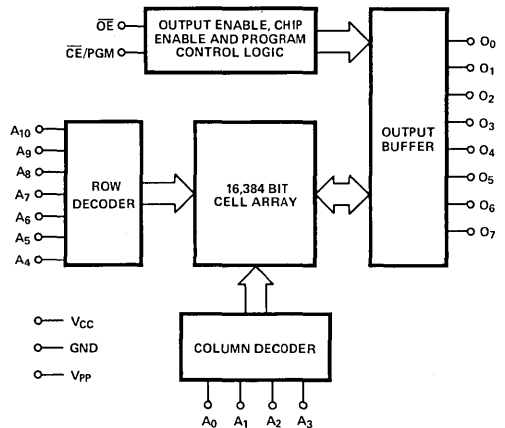 O̅E̅
C̅E̅/PGM
OUTPUT ENABLE, CHIP
ENABLE AND PROGRAM
CONTROL LOGIC
O₀
O₁
O₂
O₃
O₄
O₅
O₆
O₇
OUTPUT
BUFFER
A₁₀
A₉
A₈
A₇
A₆
A₅
A₄
ROW
DECODER
16,384 BIT
CELL ARRAY
VCC
GND
VPP
COLUMN DECODER
A₀ A₁ A₂ A₃